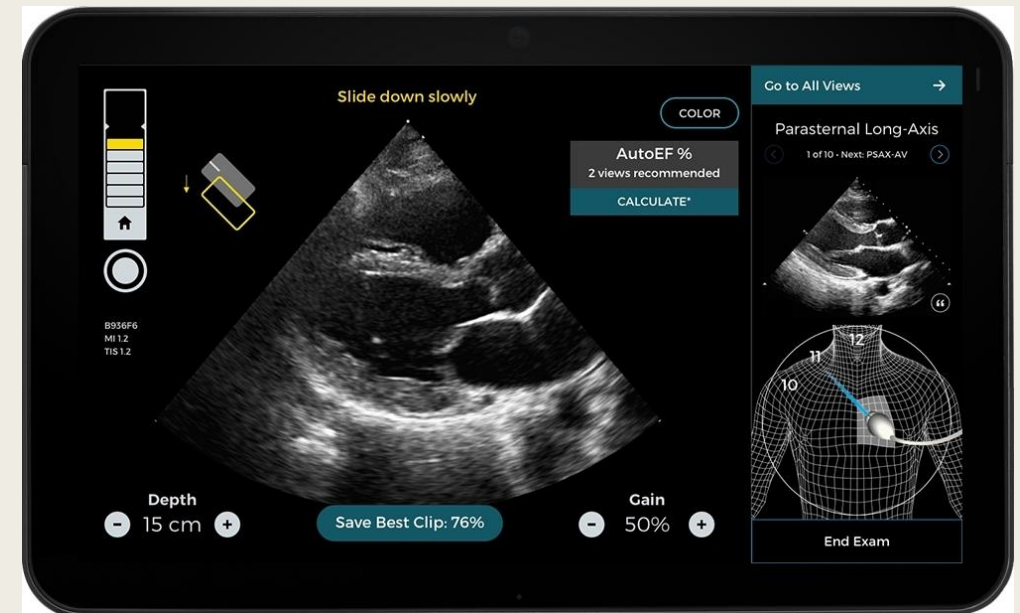 Slide down slowly
COLOR
AutoEF %
2 views recommended
CALCULATE*
B936F6
MI 1.2
TIS 1.2
Depth
- 15 cm +
Save Best Clip: 76%
Gain
- 50% +
Go to All Views →
Parasternal Long-Axis
1 of 10 - Next: PSAX-AV
12
11
10
End Exam